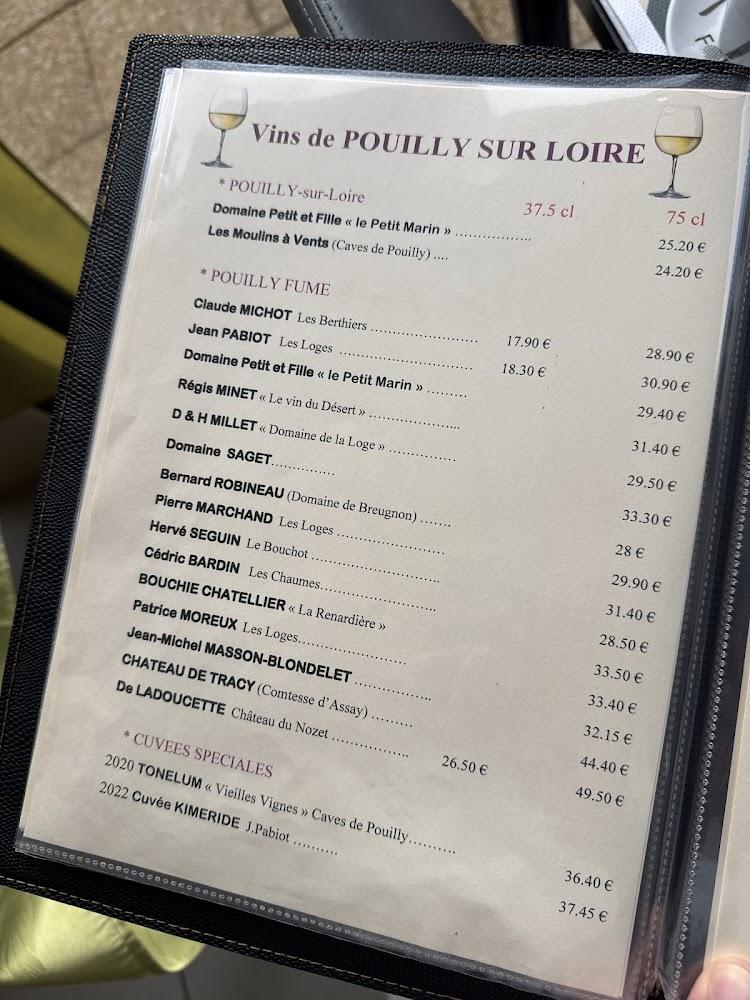 Vins de POUILLY SUR LOIRE
* POUILLY-sur-Loire 37.5 cl 75 cl
Domaine Petit et Fille « le Petit Marin » .................. 25.20 €
Les Moulins à Vents (Caves de Pouilly) .... 24.20 €
* POUILLY FUME
Claude MICHOT Les Berthiers ......................... 17.90 € 28.90 €
Jean PABIOT Les Loges ............................... 18.30 € 30.90 €
Domaine Petit et Fille « le Petit Marin » ......... 29.40 €
Régis MINET « Le vin du Désert » ..................... 31.40 €
D & H MILLET « Domaine de la Loge » ............... 29.50 €
Domaine SAGET.............. 33.30 €
Bernard ROBINEAU (Domaine de Breugnon) ....... 28 €
Pierre MARCHAND Les Loges ......................... 29.90 €
Hervé SEGUIN Le Bouchot .............................. 31.40 €
Cédric BARDIN Les Chaumes........................... 28.50 €
BOUCHIE CHATELLIER « La Renardière » 33.50 €
Patrice MOREUX Les Loges......................... 33.40 €
Jean-Michel MASSON-BLONDELET .................. 32.15 €
CHATEAU DE TRACY (Comtesse d’Assay) ......... 44.40 €
De LADOUCETTE Château du Nozet .................. 26.50 € 49.50 €
* CUVEES SPECIALES
2020 TONELUM « Vieilles Vignes » Caves de Pouilly........... 36.40 €
2022 Cuvée KIMERIDE J.Pabiot .......... 37.45 €